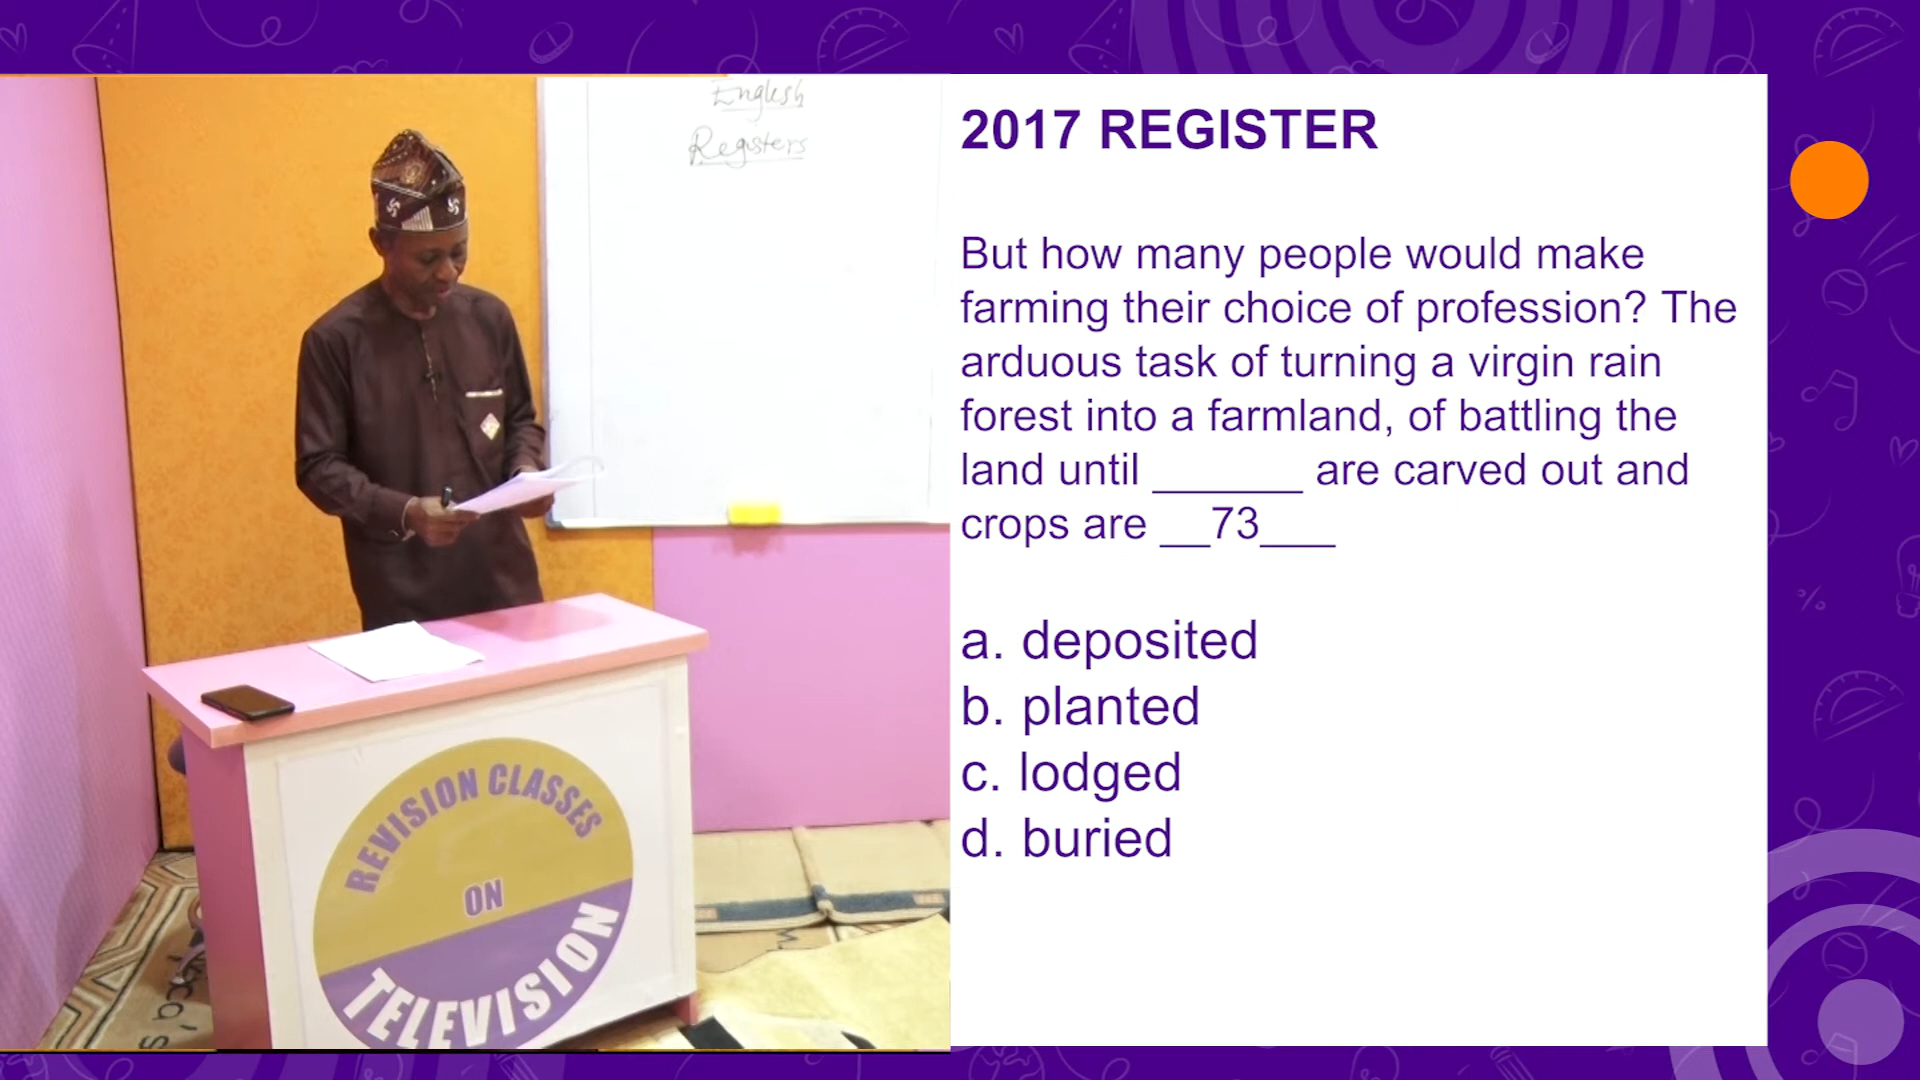 English
Registers
2017 REGISTER
But how many people would make
farming their choice of profession? The
arduous task of turning a virgin rain
forest into a farmland, of battling the
land until ______ are carved out and
crops are __73___
a. deposited
b. planted
c. lodged
d. buried
REVISION CLASSES
ON
TELEVISION